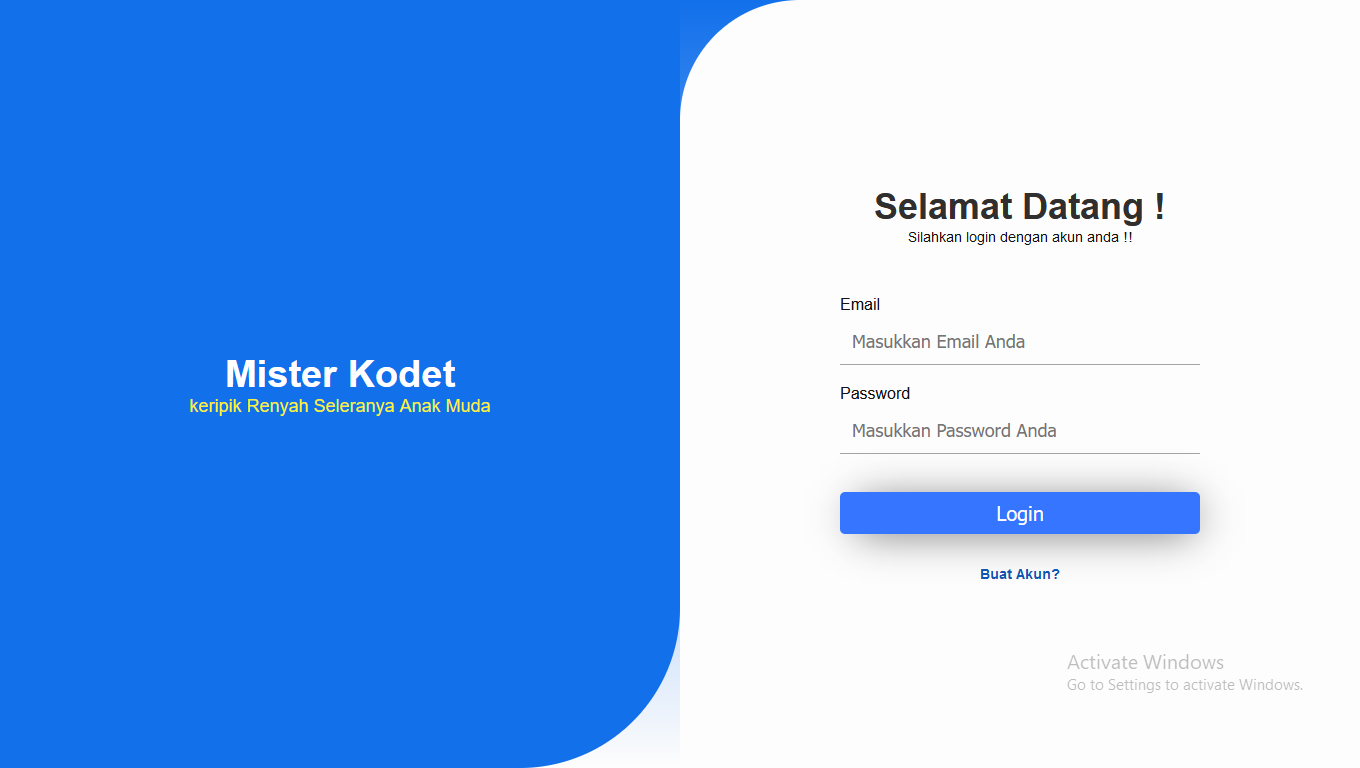 Mister Kodet
keripik Renyah Seleranya Anak Muda
Selamat Datang !
Silahkan login dengan akun anda !!
Email
Masukkan Email Anda
Password
Masukkan Password Anda
Login
Buat Akun?
Activate Windows
Go to Settings to activate Windows.